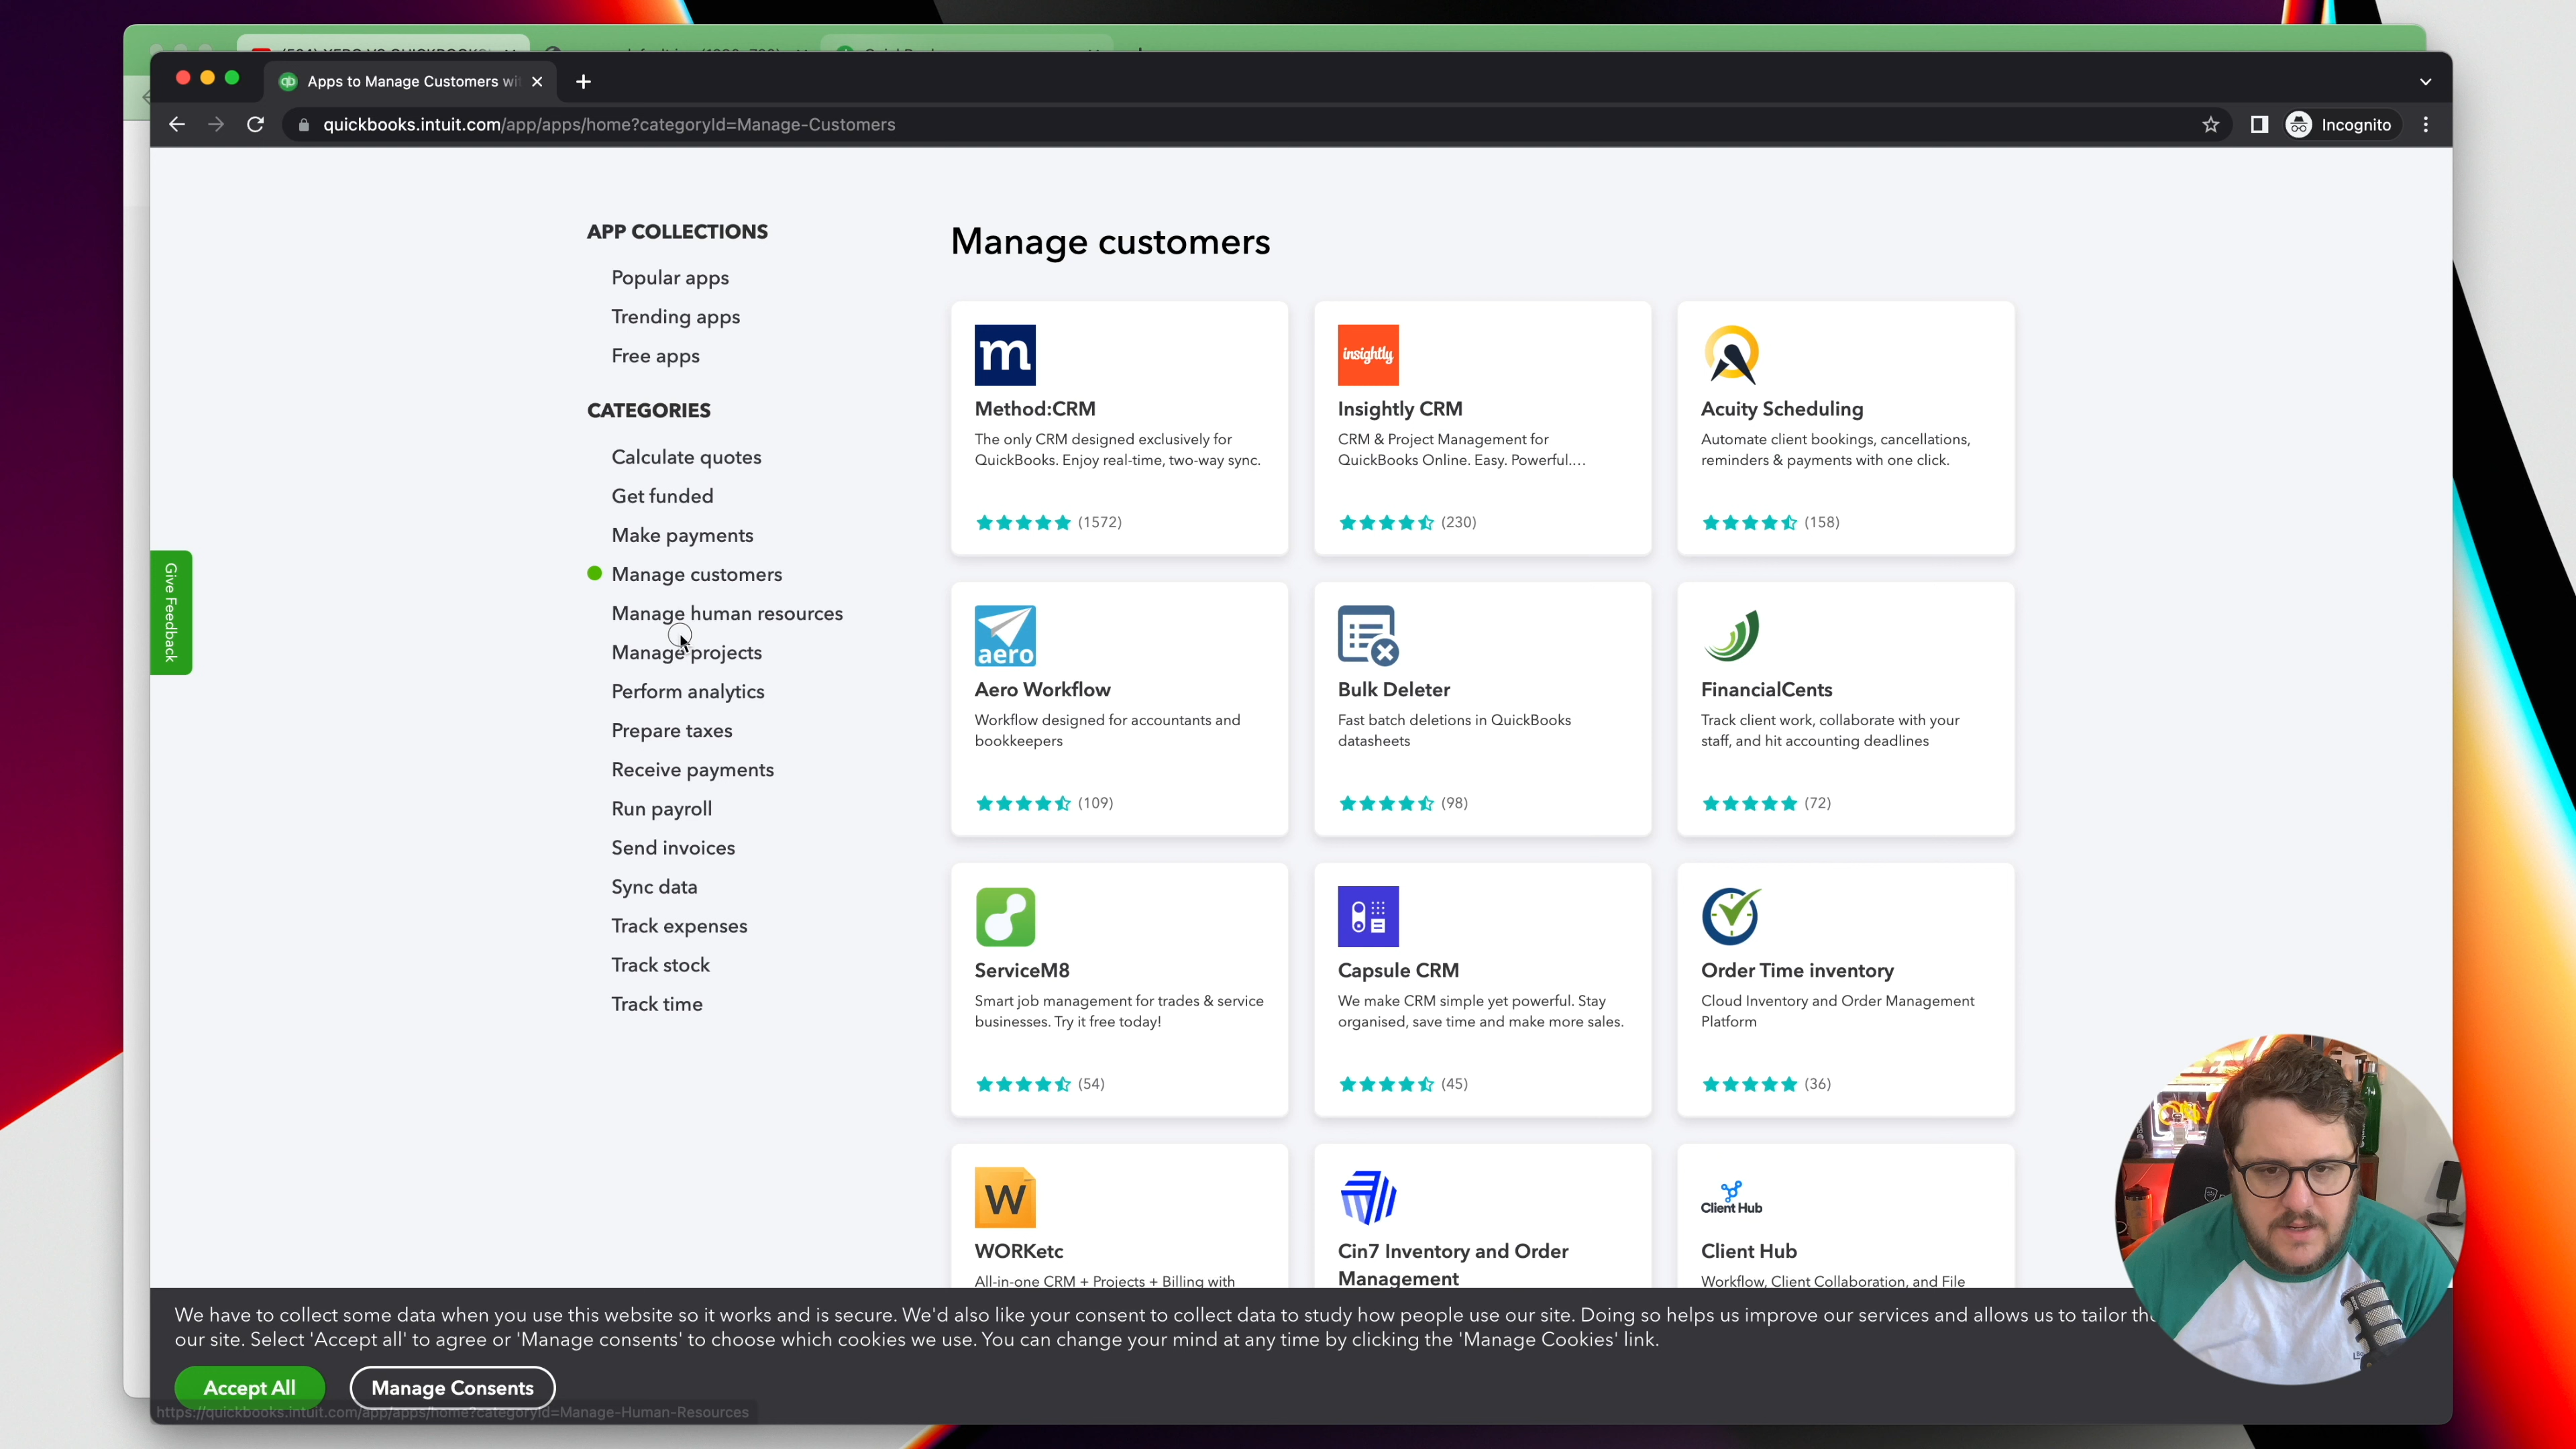 Apps to Manage Customers wit
quickbooks.intuit.com/app/apps/home?categoryId=Manage-Customers
Incognito
APP COLLECTIONS
Popular apps
Trending apps
Free apps
CATEGORIES
Calculate quotes
Get funded
Make payments
Manage customers
Manage human resources
Manage projects
Perform analytics
Prepare taxes
Receive payments
Run payroll
Send invoices
Sync data
Track expenses
Track stock
Track time
Give Feedback
Manage customers
m
Method:CRM
The only CRM designed exclusively for
QuickBooks. Enjoy real-time, two-way sync.
(1572)
insightly
Insightly CRM
CRM & Project Management for
QuickBooks Online. Easy. Powerful....
(230)
Acuity Scheduling
Automate client bookings, cancellations,
reminders & payments with one click.
(158)
aero
Aero Workflow
Workflow designed for accountants and
bookkeepers
(109)
Bulk Deleter
Fast batch deletions in QuickBooks
datasheets
(98)
FinancialCents
Track client work, collaborate with your
staff, and hit accounting deadlines
(72)
ServiceM8
Smart job management for trades & service
businesses. Try it free today!
(54)
Capsule CRM
We make CRM simple yet powerful. Stay
organised, save time and make more sales.
(45)
Order Time inventory
Cloud Inventory and Order Management
Platform
(36)
W
WORKetc
All-in-one CRM + Projects + Billing with
Cin7 Inventory and Order
Management
Client Hub
Client Hub
Workflow, Client Collaboration, and File
We have to collect some data when you use this website so it works and is secure. We'd also like your consent to collect data to study how people use our site. Doing so helps us improve our services and allows us to tailor
our site. Select 'Accept all' to agree or 'Manage consents' to choose which cookies we use. You can change your mind at any time by clicking the 'Manage Cookies' link.
Accept All
Manage Consents
https://quickbooks.intuit.com/app/apps/home?categoryId=Manage-Human-Resources